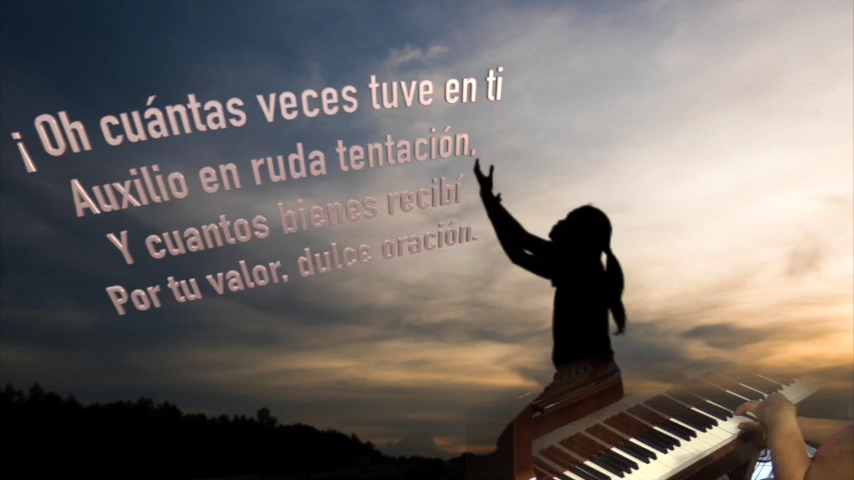 ¡Oh cuántas veces tuve en ti
Auxilio en ruda tentación,
Y cuantos bienes recibí
Por tu valor, dulce oración.